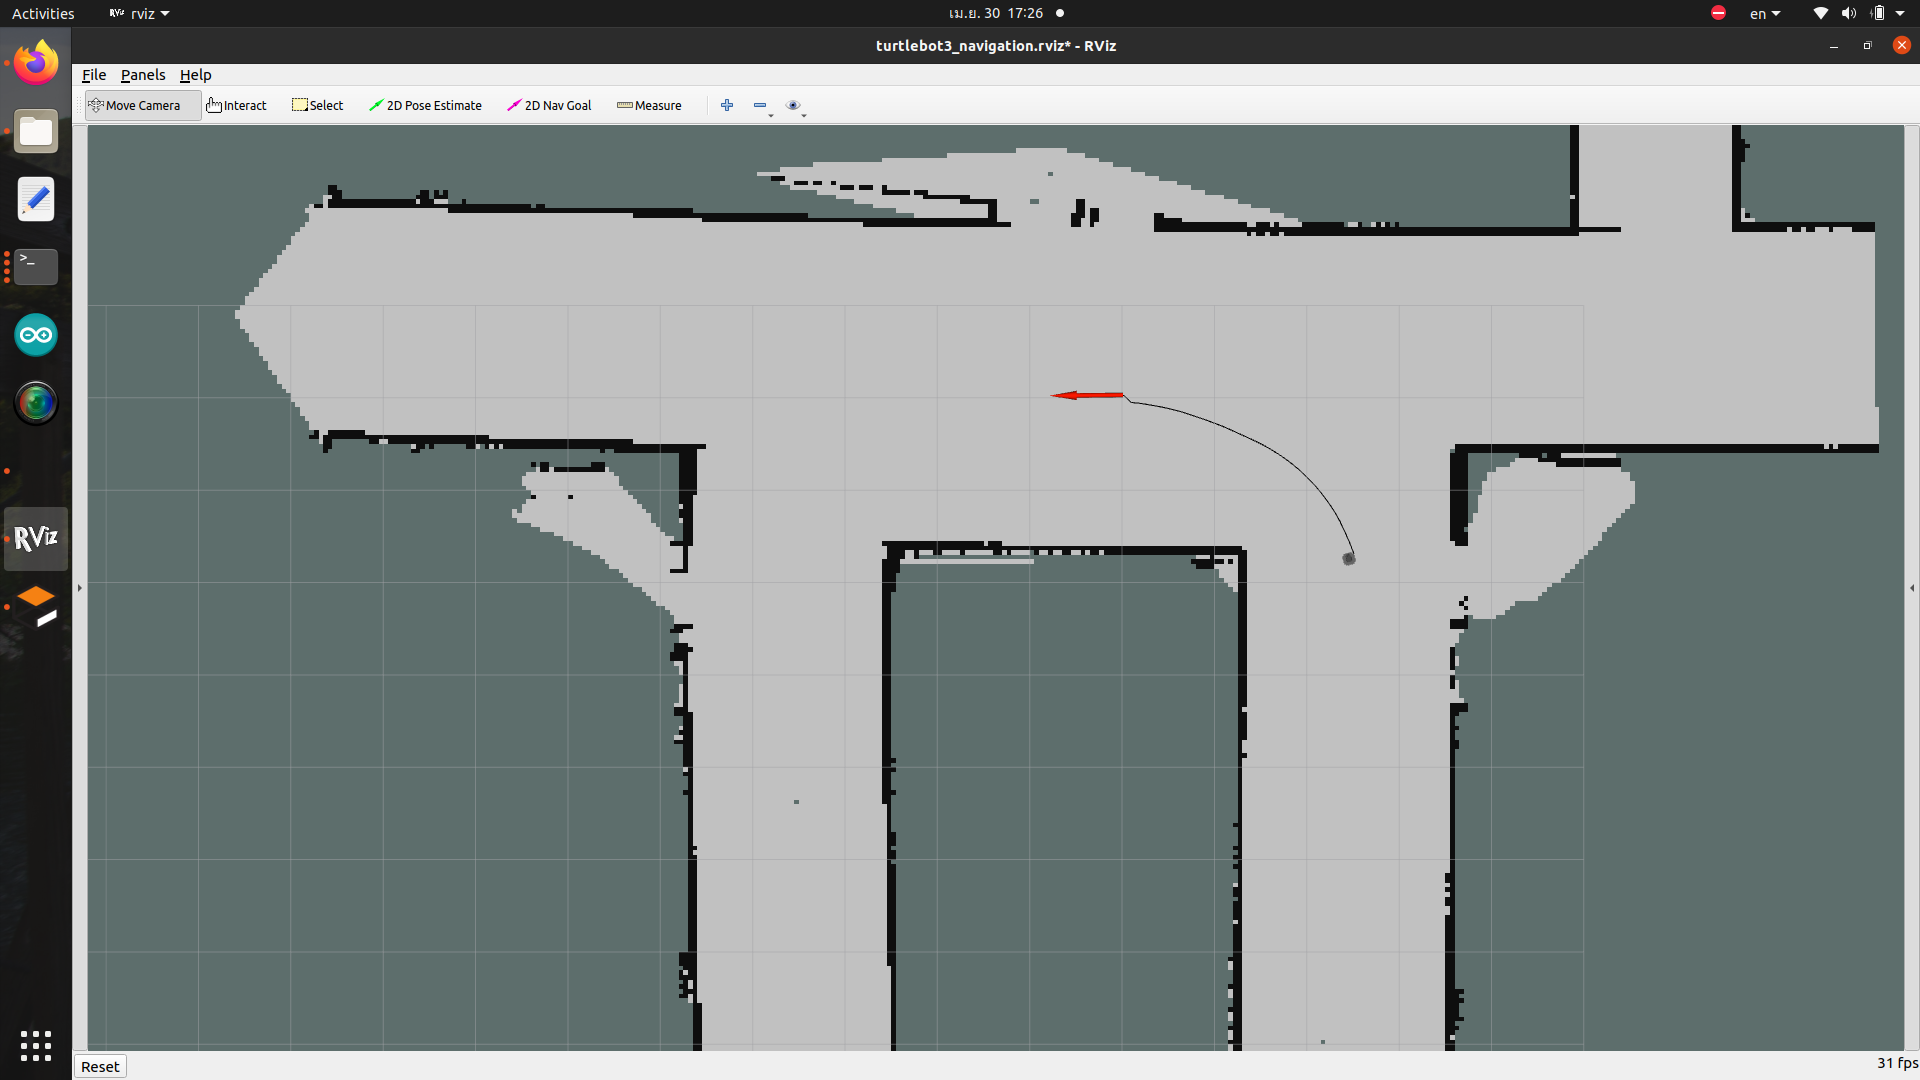 Activities RViz rviz เม.ย. 30 17:26 en
turtlebot3_navigation.rviz* - RViz
File Panels Help
Move Camera Interact Select 2D Pose Estimate 2D Nav Goal Measure
>_
RViz
Reset 31 fps